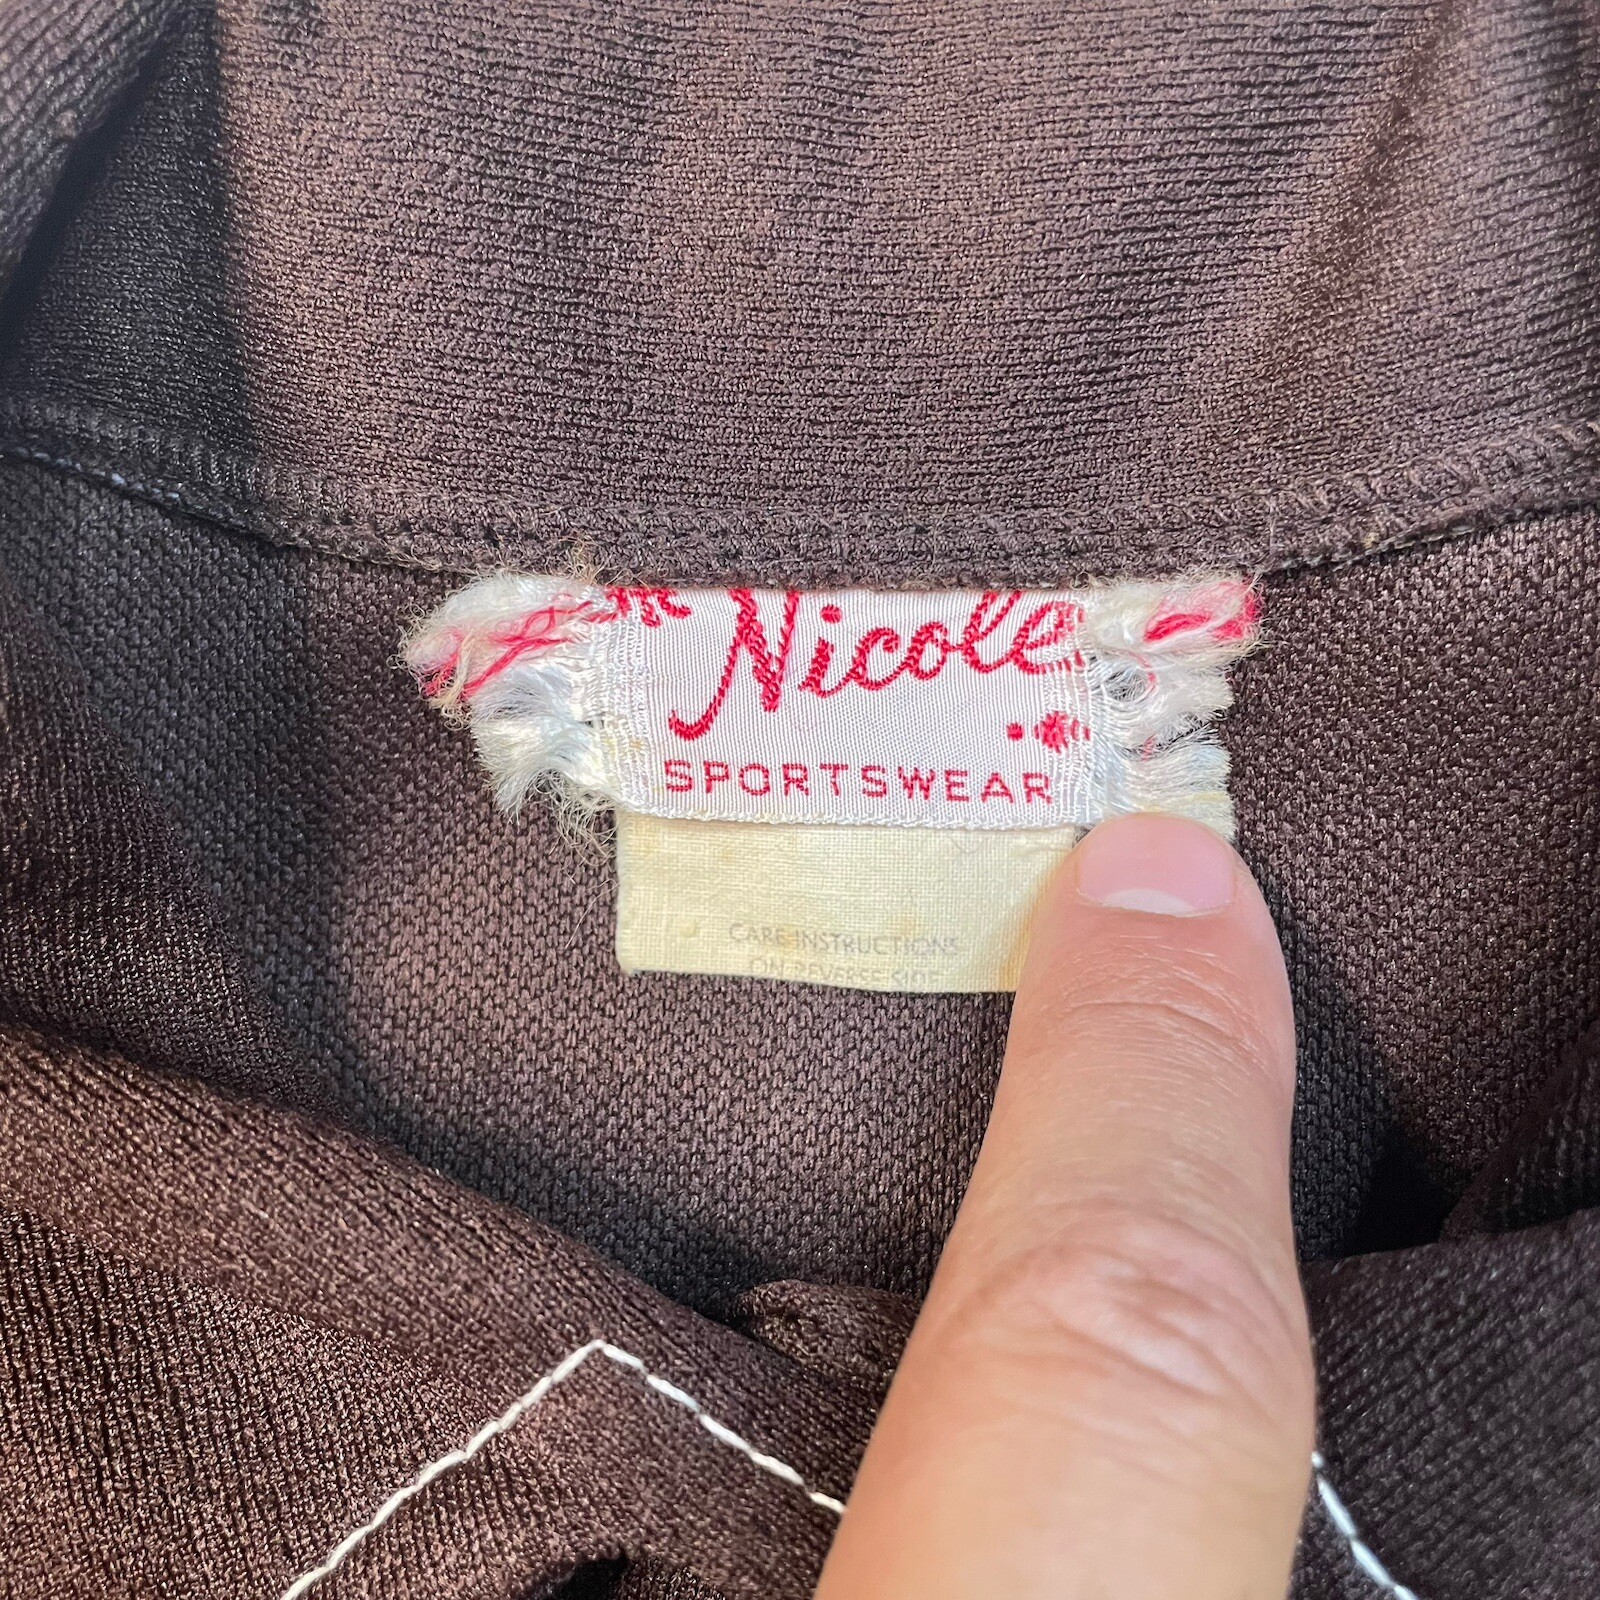 Nicole
SPORTSWEAR
CARE INSTRUCTIONS
ON REVERSE SIDE